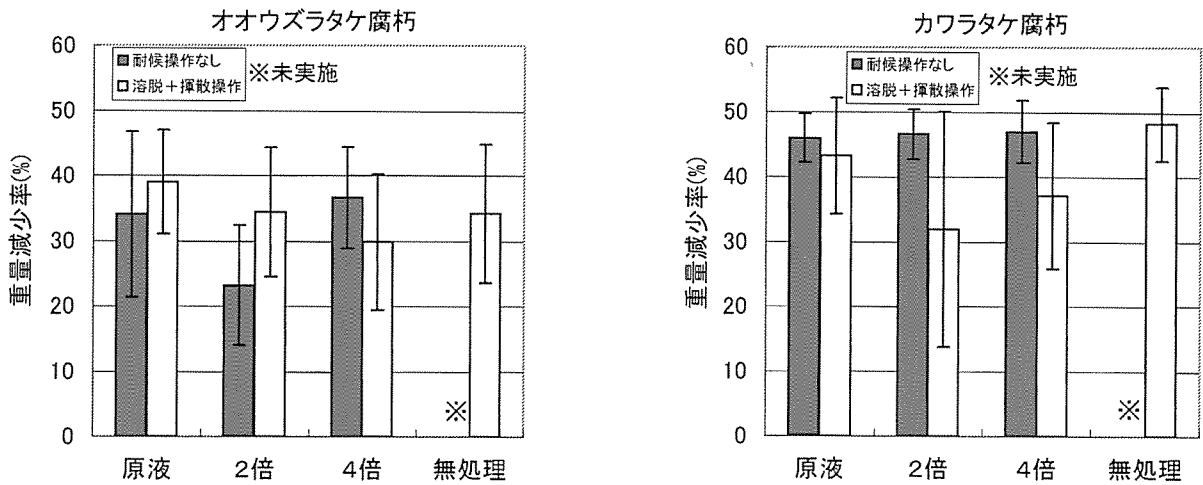 オオウズラタケ腐朽
60
50
40
30
20
10
0
重量減少率(%)
耐候操作なし
溶脱+揮散操作
※未実施
※
原液
2倍
4倍
無処理
カワラタケ腐朽
60
50
40
30
20
10
0
重量減少率(%)
耐候操作なし
溶脱+揮散操作
※未実施
※
原液
2倍
4倍
無処理